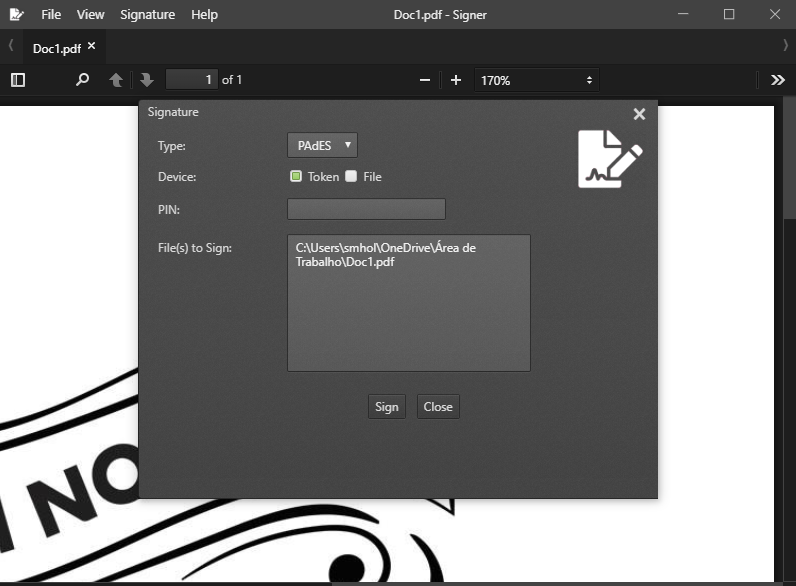 File View Signature Help Doc1.pdf - Signer
Doc1.pdf
1 of 1 170%
Signature
Type: PAdES
Device: Token File
PIN:
File(s) to Sign: C:\Users\smhol\OneDrive\Área de
Trabalho\Doc1.pdf
Sign Close
NO